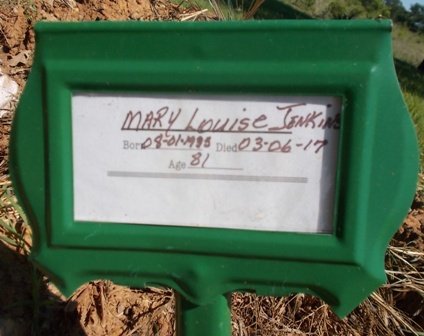 MARY Louise JENKINS
Born 08-01-1935 Died 03-06-17
Age 81